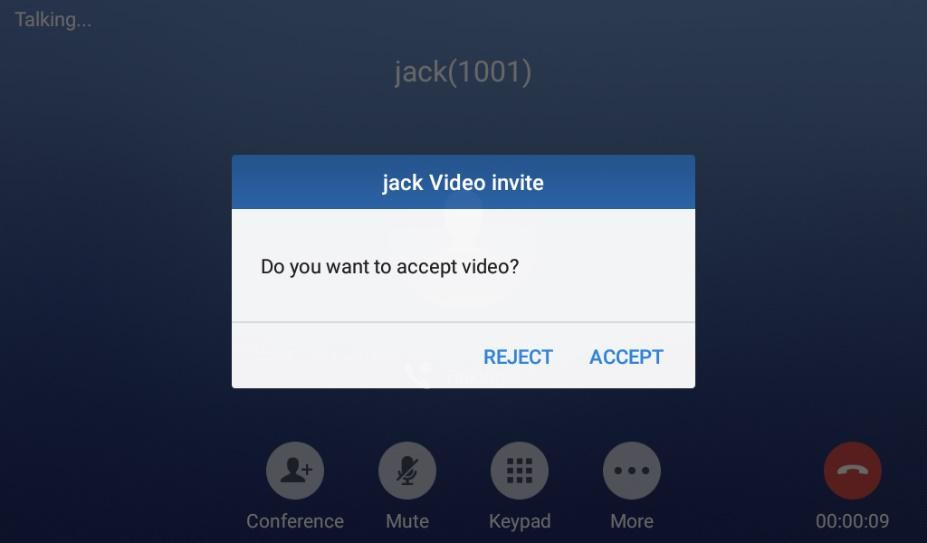 Talking...
jack(1001)
jack Video invite
Do you want to accept video?
REJECT ACCEPT
Conference Mute Keypad More 00:00:09